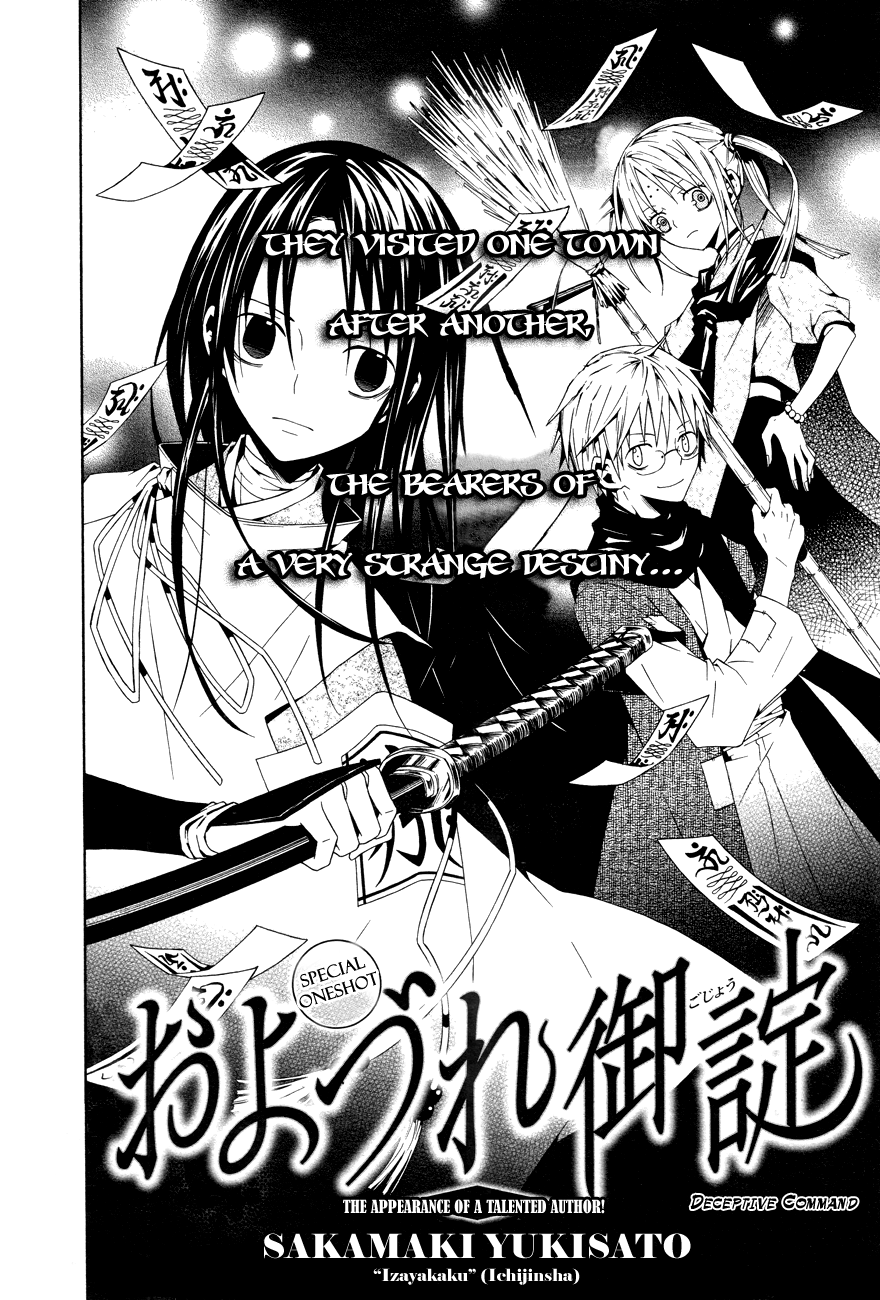 THEY VISITED ONE TOWN
AFTER ANOTHER,
THE BEARERS OF
A VERY STRANGE DESTINY...
SPECIAL
ONESHOT
およづれ御諚
ごじょう
DECEPTIVE COMMAND
THE APPEARANCE OF A TALENTED AUTHOR!
SAKAMAKI YUKISATO
"Izayakaku" (Ichijinsha)